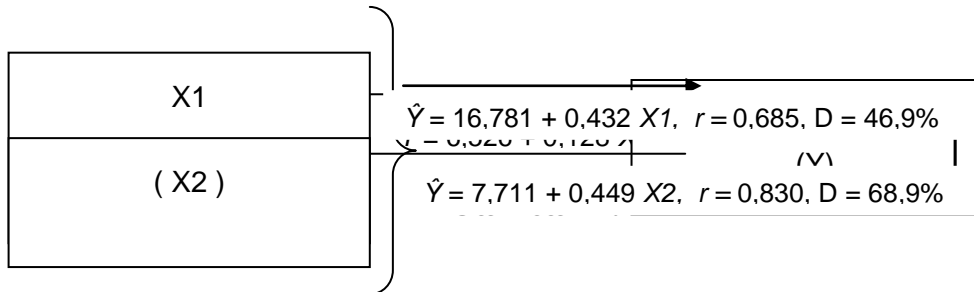 X1
Ŷ = 16,781 + 0,432 X1, r = 0,685, D = 46,9%
( X2 )
Ŷ = 7,711 + 0,449 X2, r = 0,830, D = 68,9%